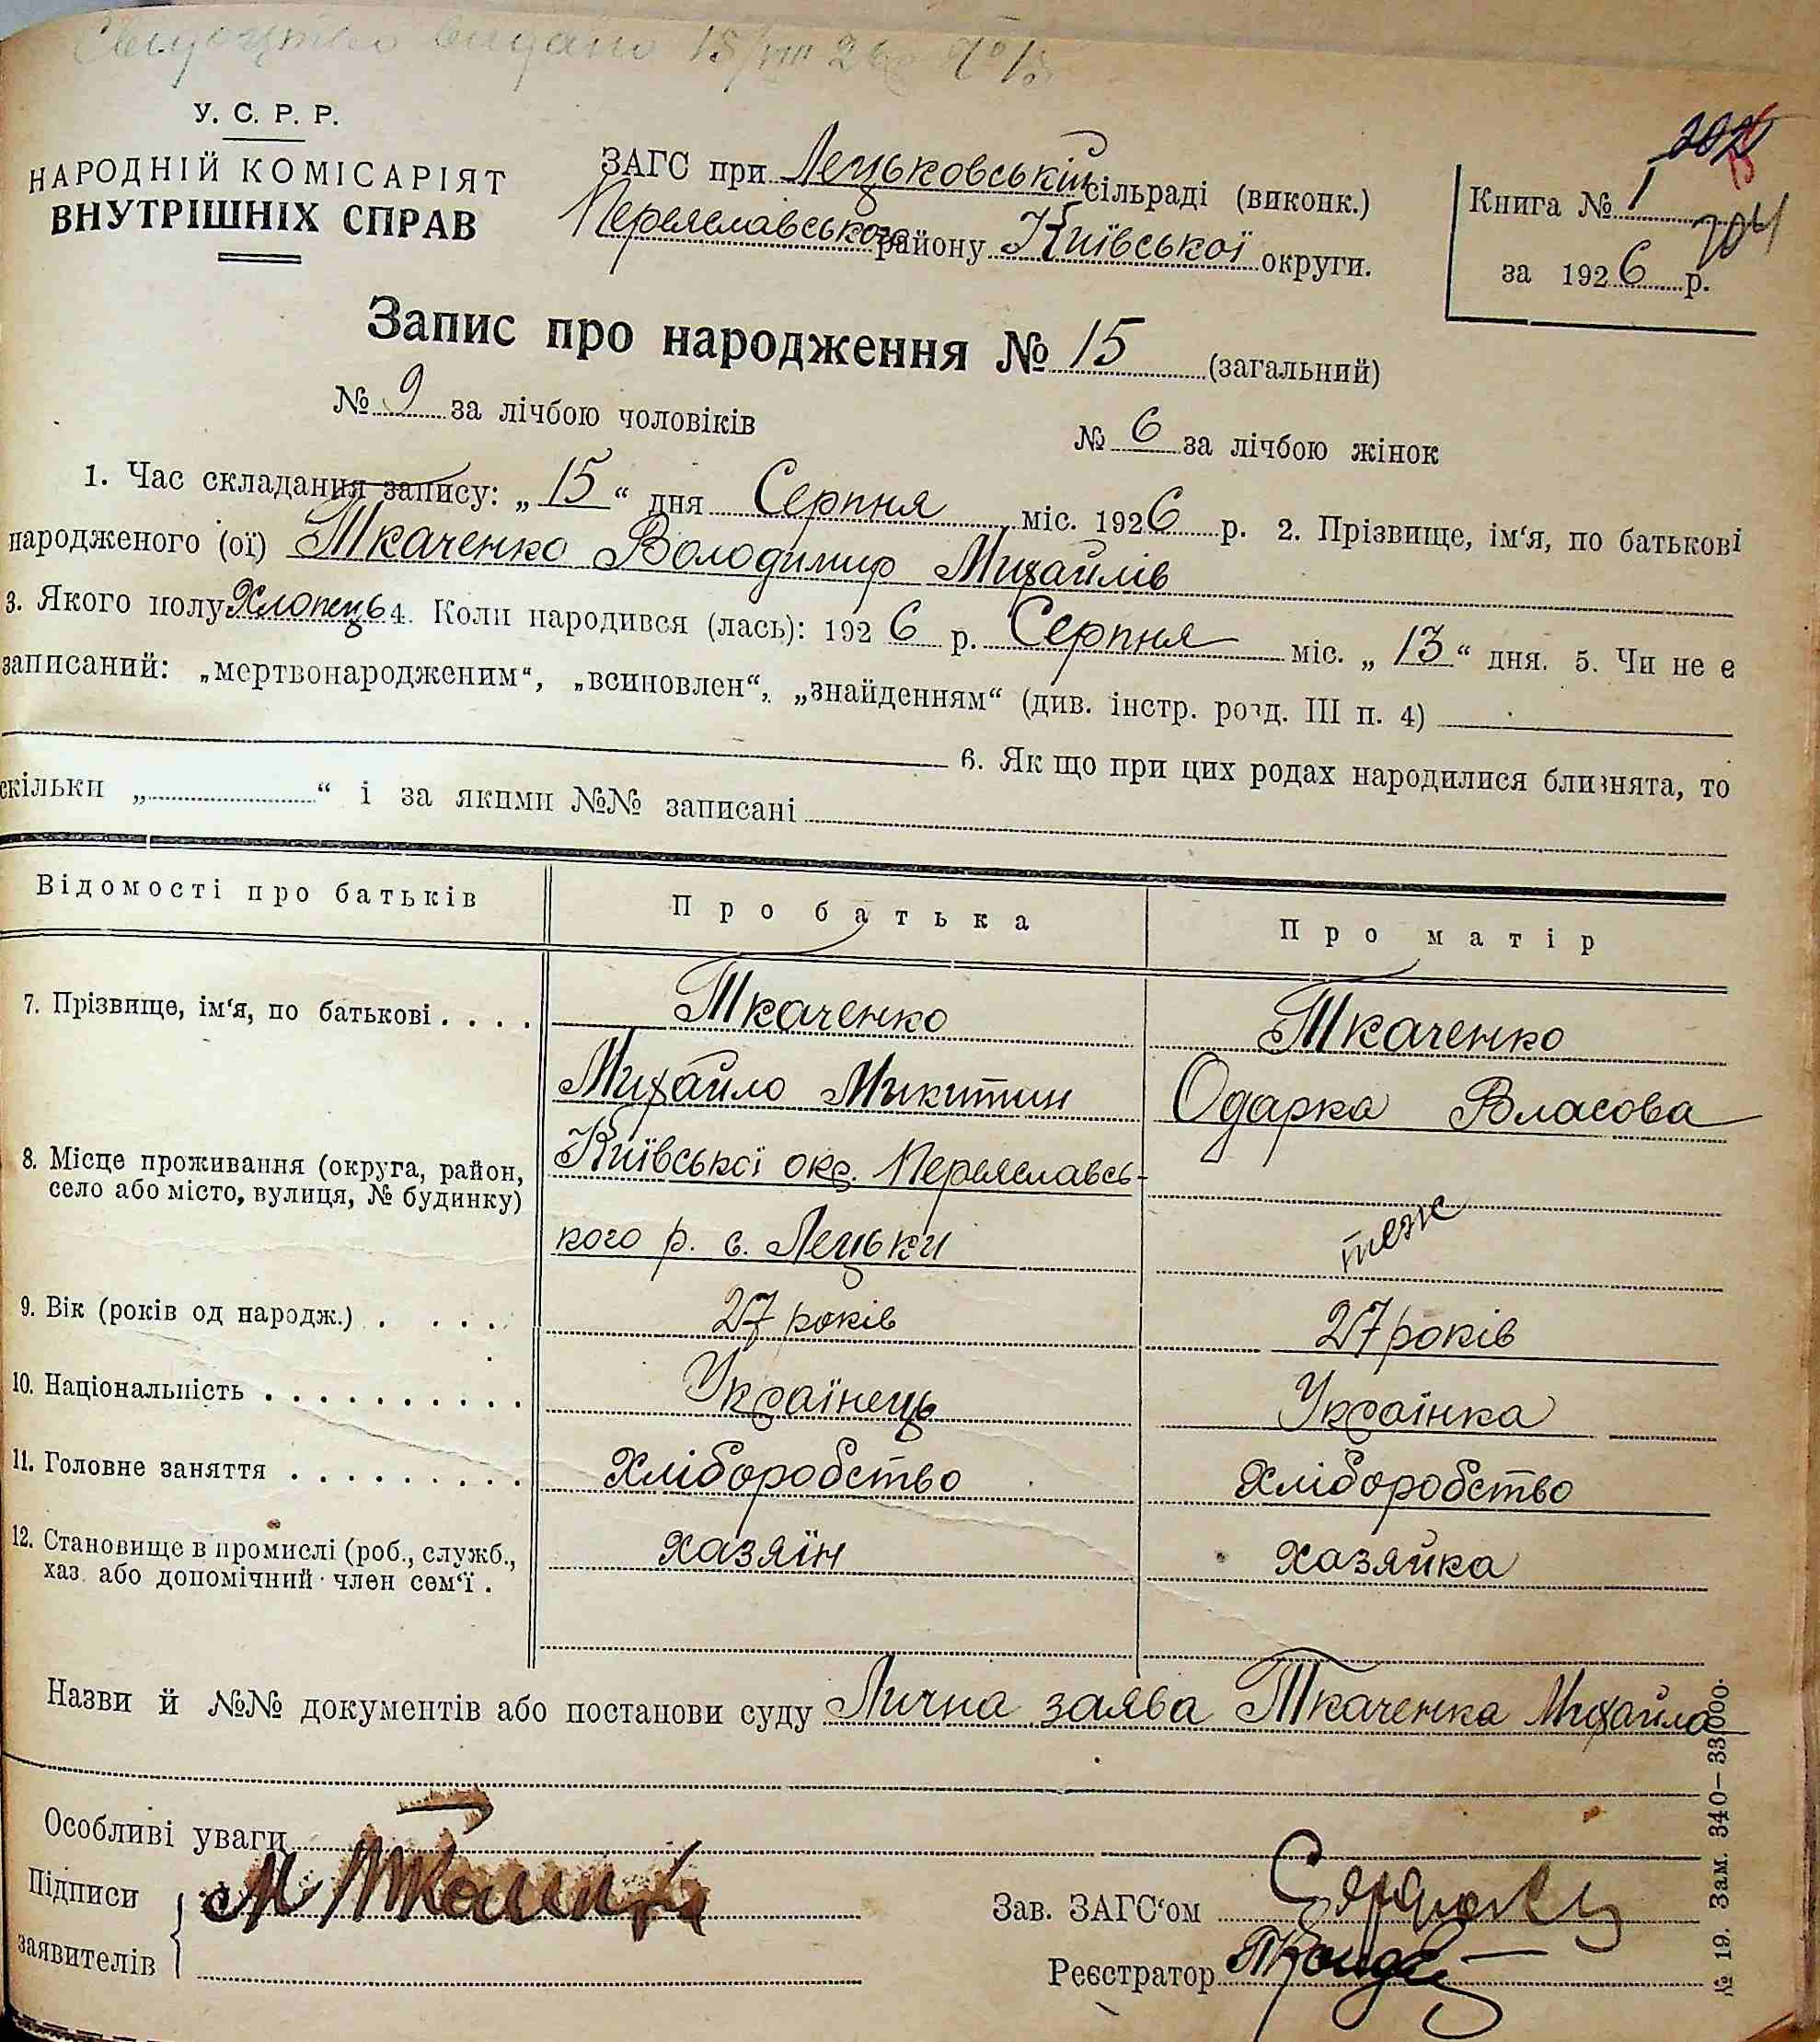 Свидоцтво видано 15/VIII 26
У. С. Р. Р.
НАРОДНІЙ КОМІСАРІЯТ
ВНУТРІШНІХ СПРАВ
ЗАГС при Лецьковській сільраді (виконк.)
Переяславського району Київської округи.
Книга № 1
за 1926 р.
Запис про народження № 15 (загальний)
№ 9 за лічбою чоловіків
№ 6 за лічбою жінок
1. Час складання запису: „15“ дня Серпня міс. 1926 р. 2. Прізвище, ім‘я, по батькові
народженого (ої) Ткаченко Володимир Михайлів
3. Якого полу Хлопець 4. Коли народився (лась): 1926 р. Серпня міс. „13“ дня. 5. Чи не є
записаний: „мертвонародженим“, „всиновлен“, „знайденням“ (див. інстр. розд. III п. 4)
6. Як що при цих родах народилися близнята, то
скільки „ “ і за якими №№ записані
Відомості про батьків
Про батька
Про матір
7. Прізвище, ім‘я, по батькові . . . .
Ткаченко
Михайло Микитин
Ткаченко
Одарка Власова
8. Місце проживання (округа, район,
село або місто, вулиця, № будинку)
Київської окр. Переяславсь-
кого р. с. Лецьки
теж
9. Вік (років од народж.) . . . . .
27 років
27 років
10. Національність . . . . . . . . . .
Українець
Українка
11. Головне заняття . . . . . . . . .
Хліборобство
Хліборобство
12. Становище в промислі (роб., служб.,
хаз. або допомічний член сем‘ї .
хазяїн
хазяйка
Назви й №№ документів або постанови суду Лична заява Ткаченка Михайла
Особливі уваги
Підписи
заявителів
М Ткаченко
Зав. ЗАГС‘ом
Реєстратор
№ 19. Зам. 340—33000.